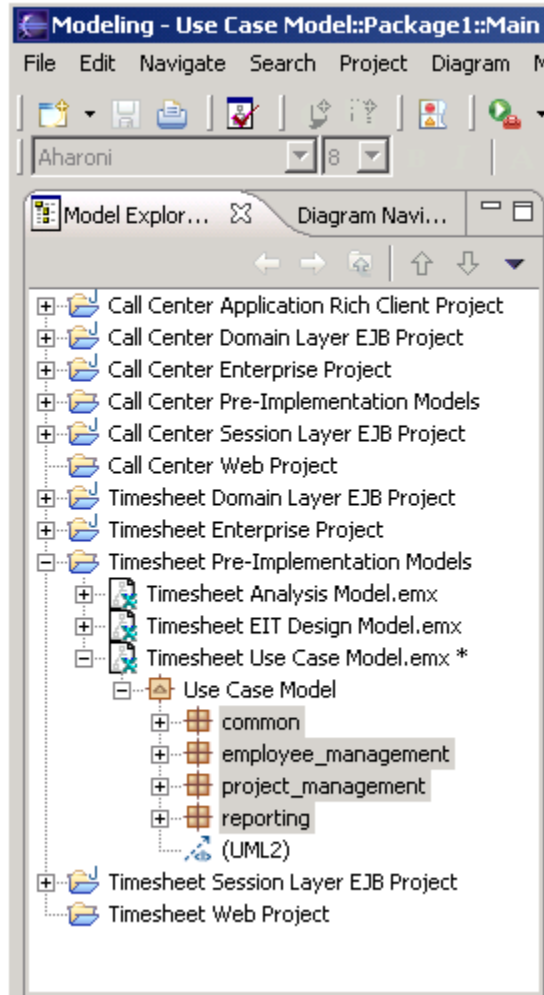 Modeling - Use Case Model::Package1::Main
File Edit Navigate Search Project Diagram
Aharoni 8
Model Explor... Diagram Navi...
Call Center Application Rich Client Project
Call Center Domain Layer EJB Project
Call Center Enterprise Project
Call Center Pre-Implementation Models
Call Center Session Layer EJB Project
Call Center Web Project
Timesheet Domain Layer EJB Project
Timesheet Enterprise Project
Timesheet Pre-Implementation Models
Timesheet Analysis Model.emx
Timesheet EIT Design Model.emx
Timesheet Use Case Model.emx *
Use Case Model
common
employee_management
project_management
reporting
(UML2)
Timesheet Session Layer EJB Project
Timesheet Web Project